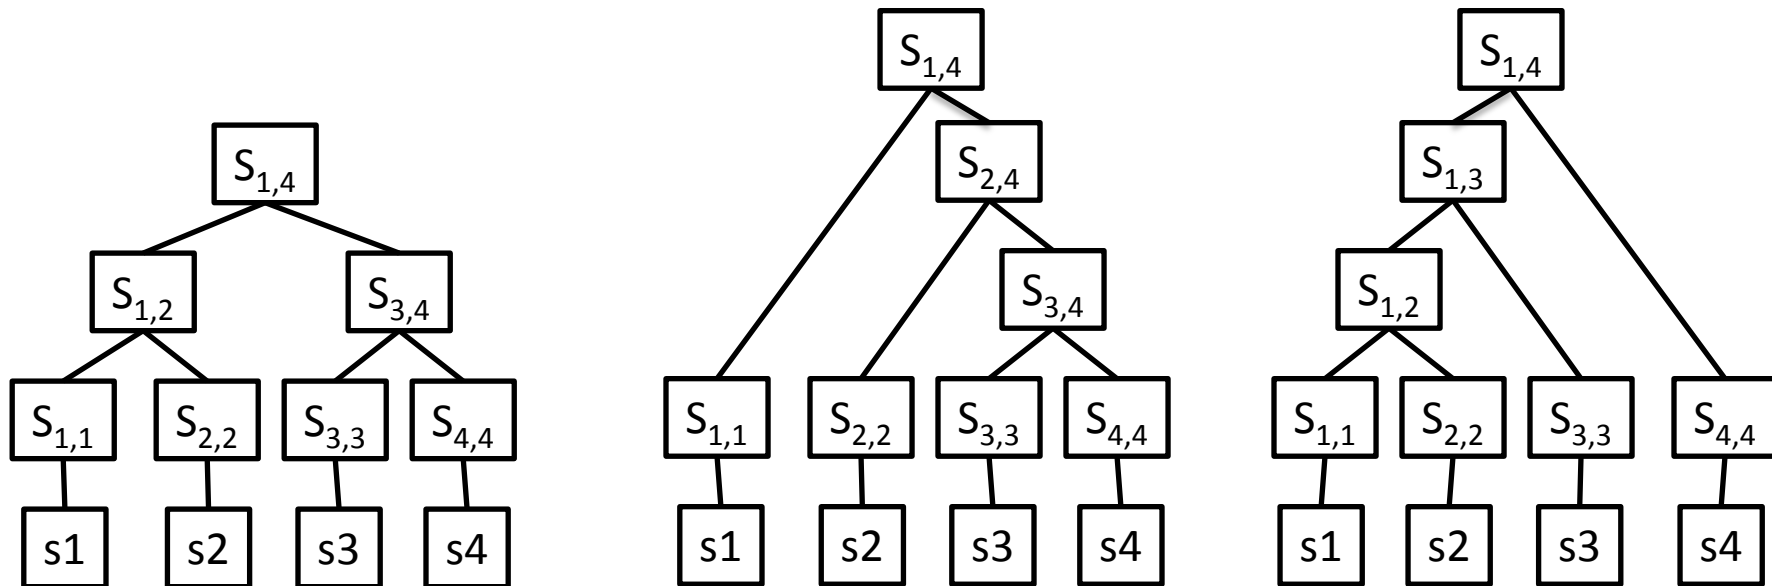 S1,4
S1,2 S3,4
S1,1 S2,2 S3,3 S4,4
s1 s2 s3 s4
S1,4
S2,4
S3,4
S1,1 S2,2 S3,3 S4,4
s1 s2 s3 s4
S1,4
S1,3
S1,2
S1,1 S2,2 S3,3 S4,4
s1 s2 s3 s4